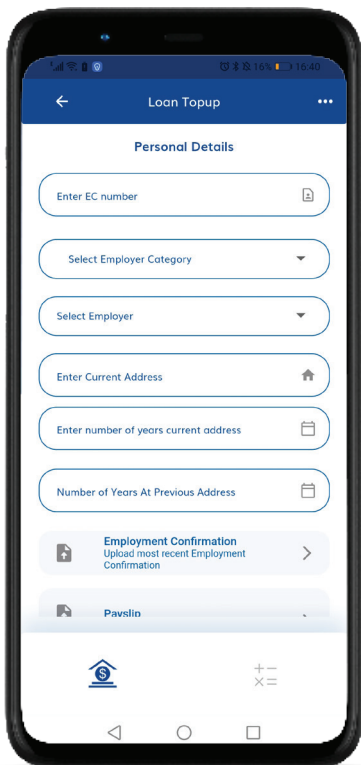 16% 16:40
Loan Topup
Personal Details
Enter EC number
Select Employer Category
Select Employer
Enter Current Address
Enter number of years current address
Number of Years At Previous Address
Employment Confirmation
Upload most recent Employment
Confirmation
Payslip